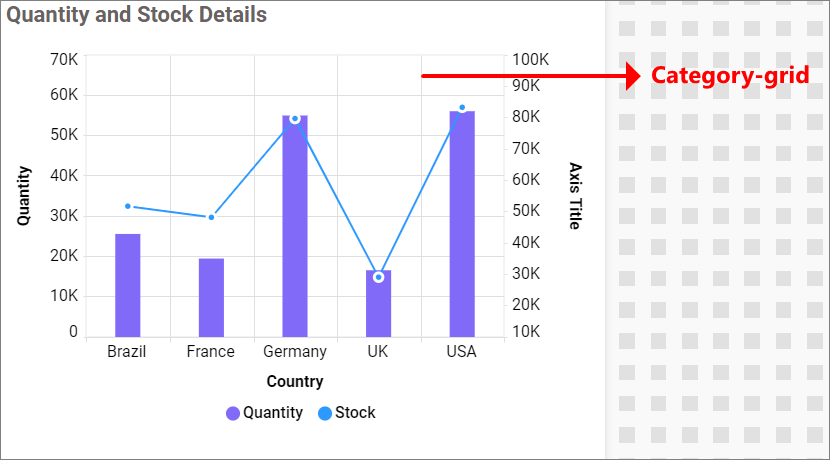 Quantity and Stock Details
70K
60K
50K
40K
30K
20K
10K
0
Quantity
100K
90K
80K
70K
60K
50K
40K
30K
20K
10K
Axis Title
Category-grid
Brazil France Germany UK USA
Country
Quantity Stock